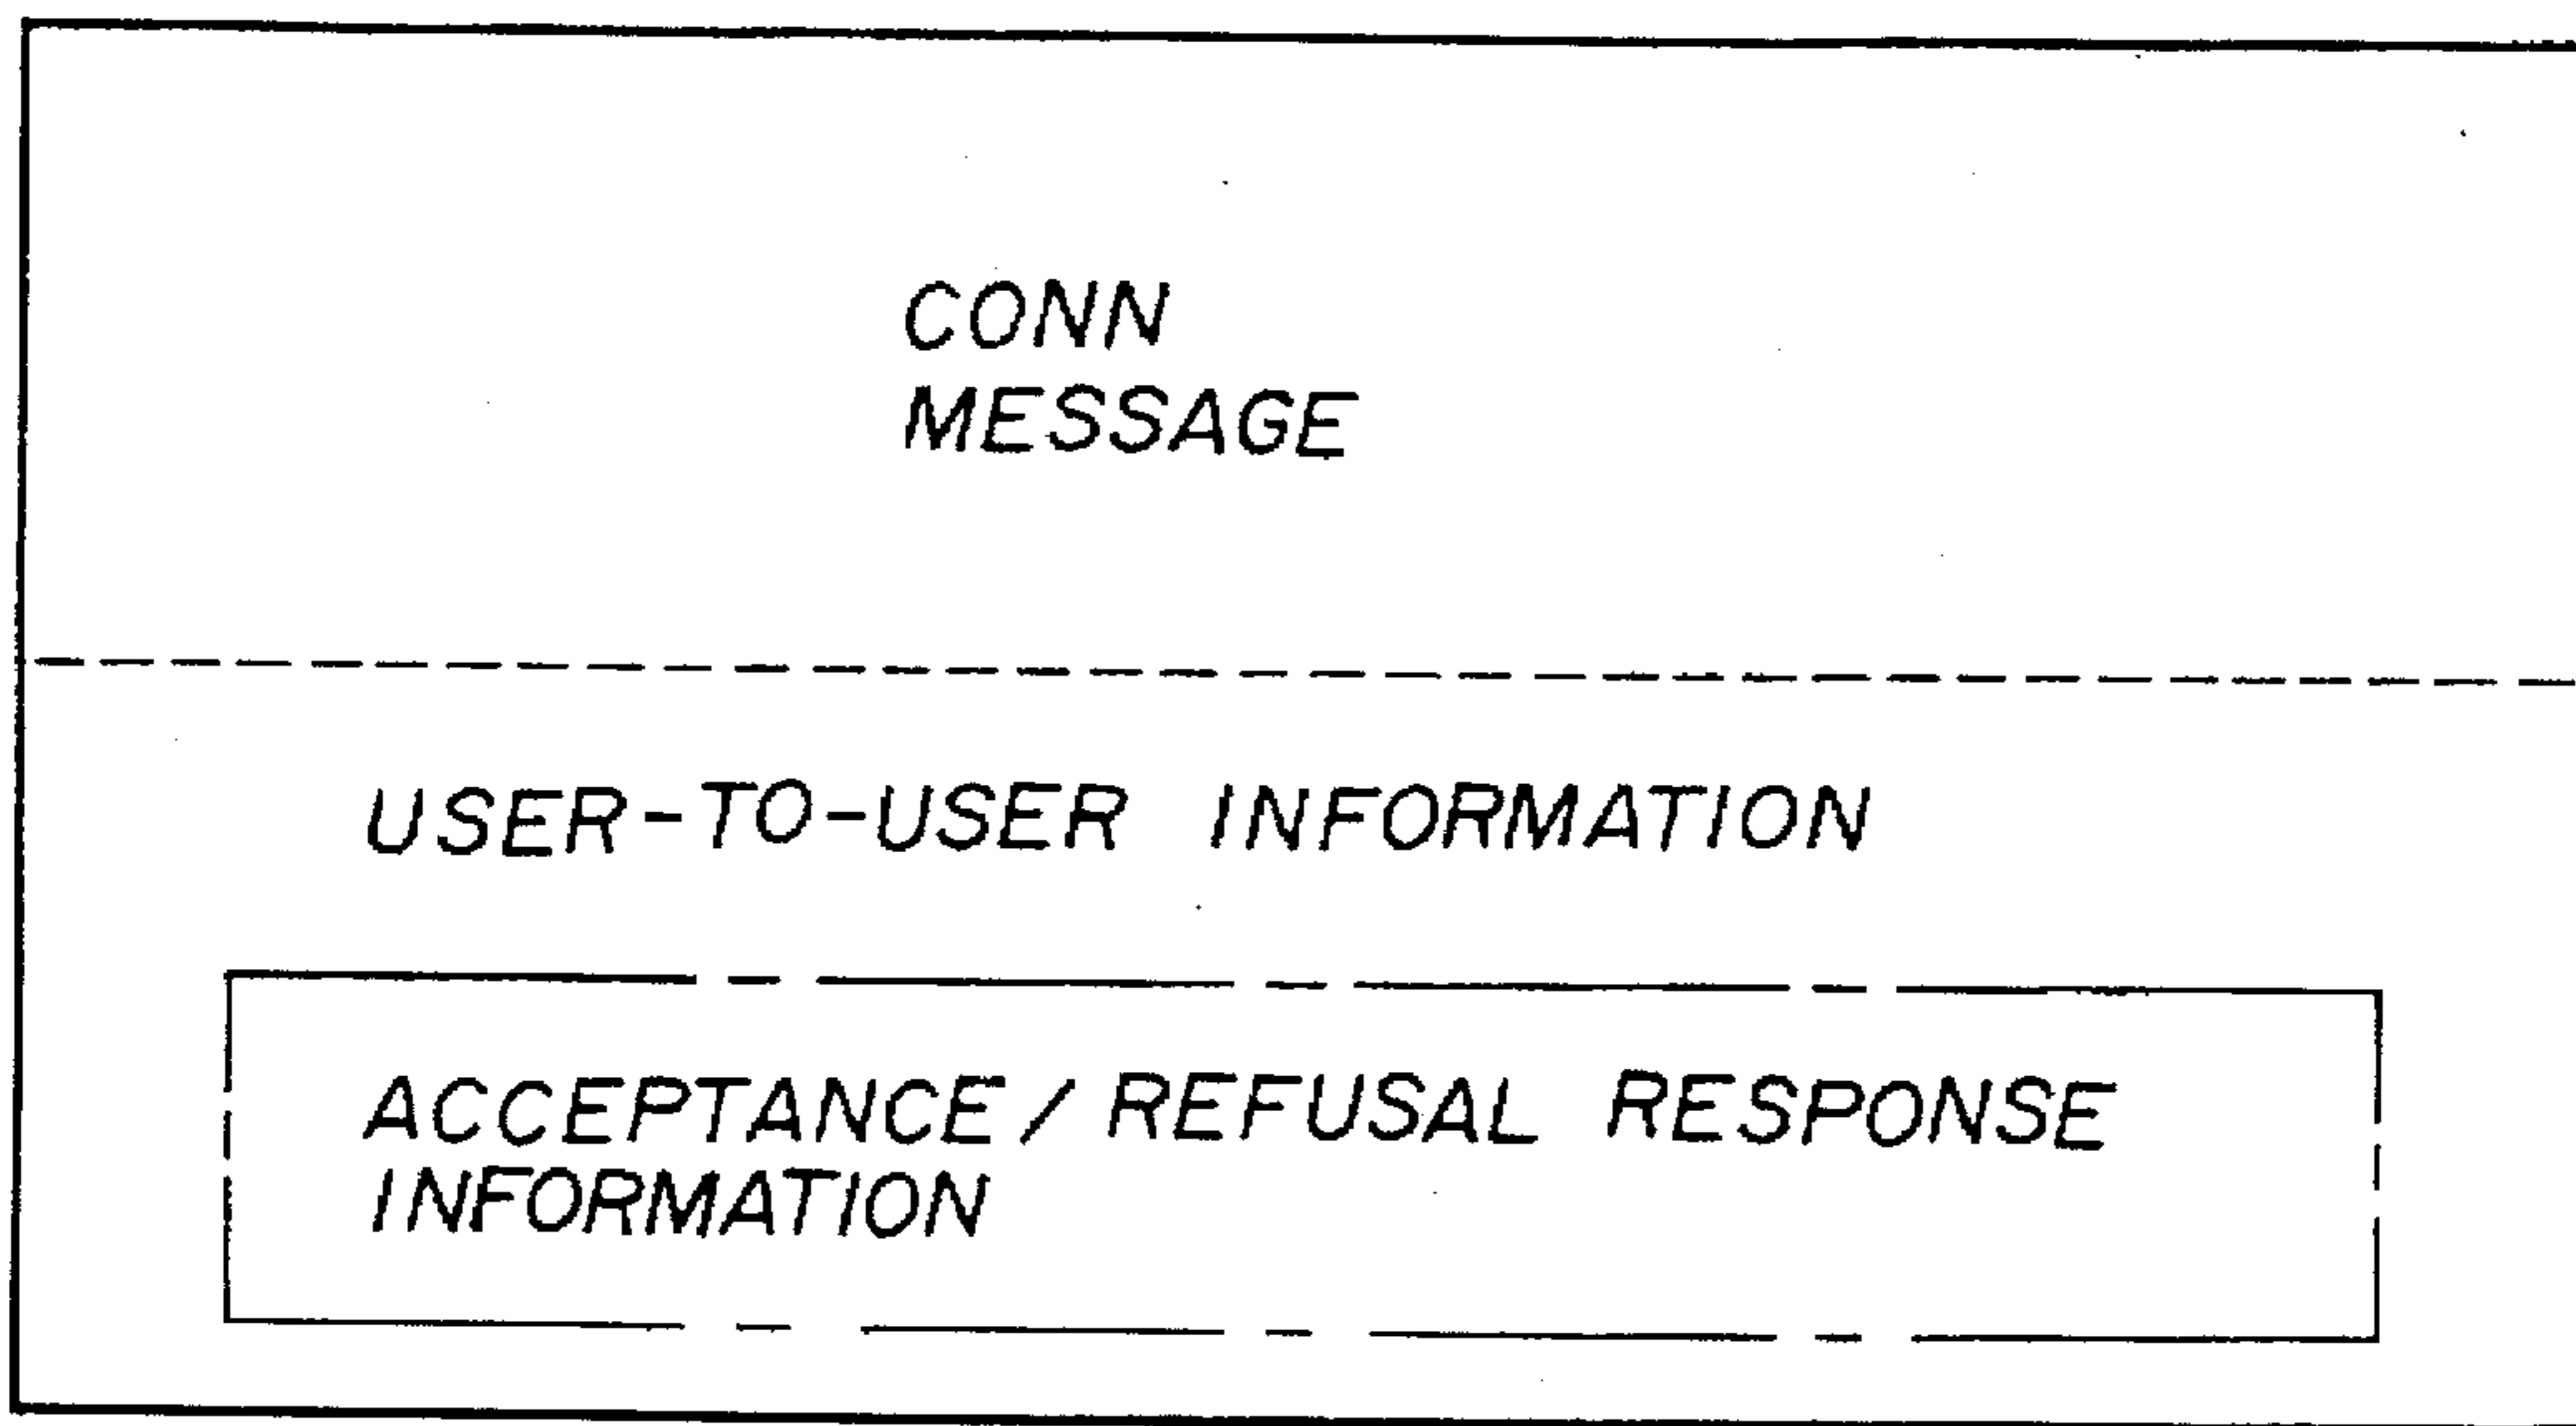 CONN
MESSAGE
USER-TO-USER INFORMATION
ACCEPTANCE/REFUSAL RESPONSE
INFORMATION